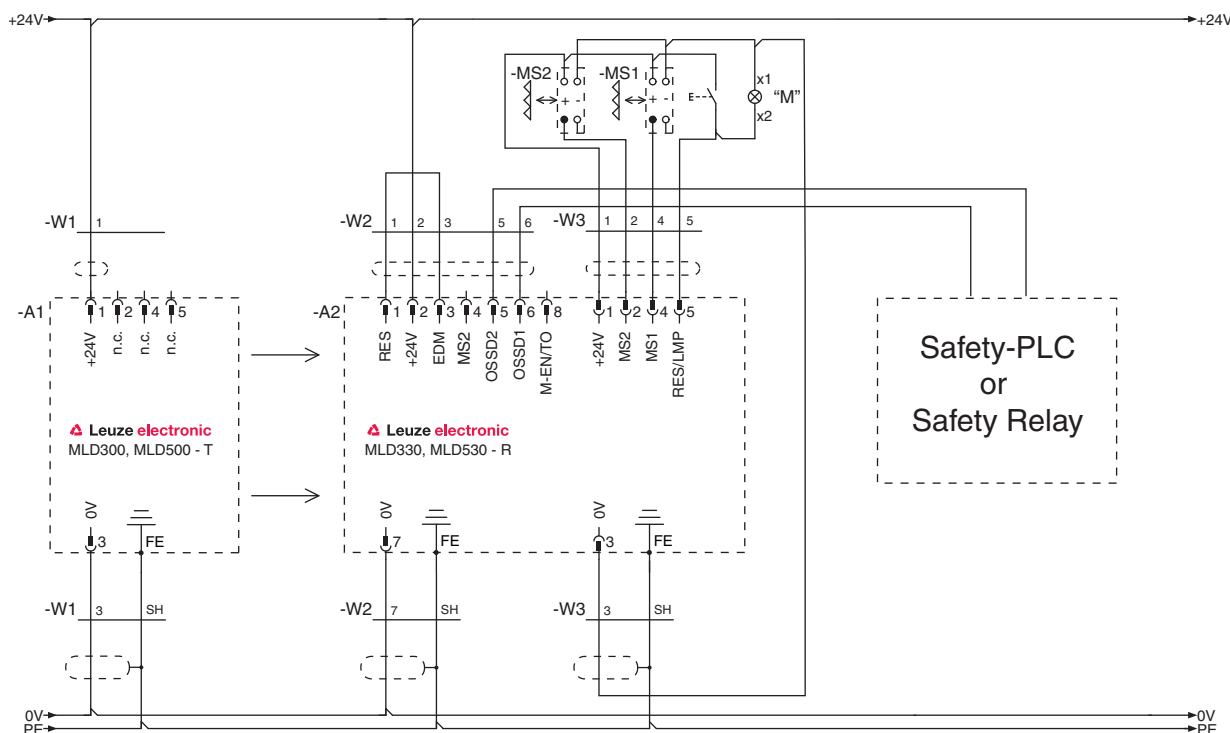 +24V +24V
-MS2 -MS1
x1
"M"
x2
+ - + -
E
-W1 1
-W2 1 2 3 5 6
-W3 1 2 4 5
-A1 1 2 4 5
+24V n.c. n.c. n.c.
-A2 1 2 3 4 5 6 8
RES +24V EDM MS2 OSSD2 OSSD1 M-EN/TO
1 2 4 5
+24V MS2 MS1 RES/LMP
Safety-PLC
or
Safety Relay
Leuze electronic
MLD300, MLD500 - T
Leuze electronic
MLD330, MLD530 - R
0V 3 FE
0V 7 FE
3 FE
-W1 3 SH
-W2 7 SH
-W3 3 SH
0V 0V
PE PE